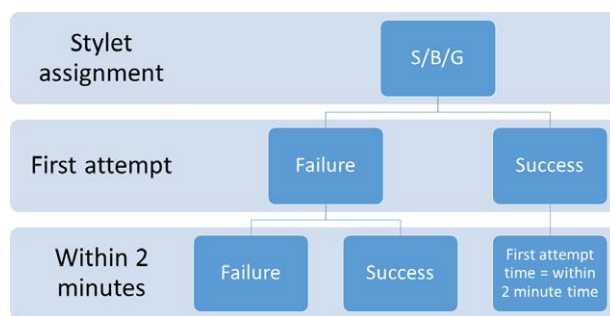 Stylet
assignment
S/B/G
First attempt
Failure
Success
Within 2
minutes
Failure
Success
First attempt
time = within
2 minute time